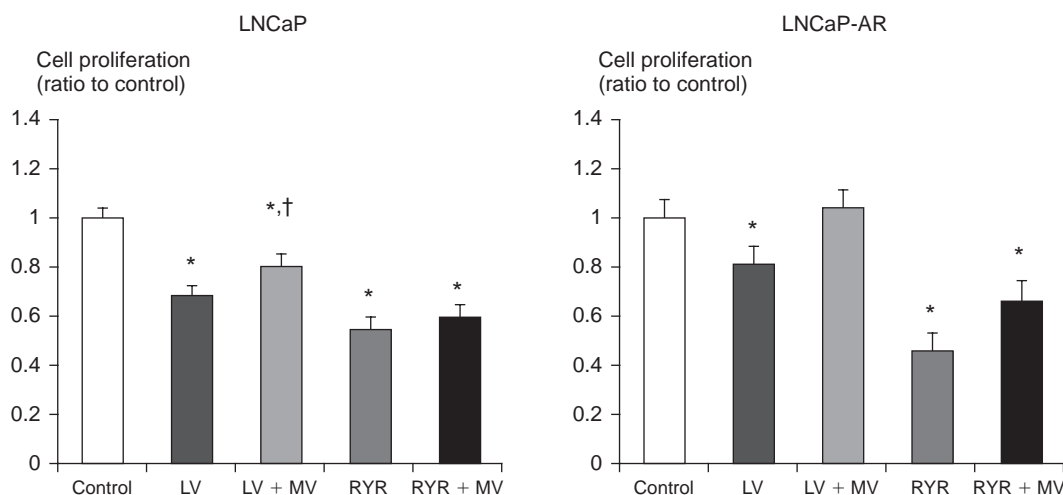 LNCaP
Cell proliferation
(ratio to control)
1.4
1.2
1
0.8
0.6
0.4
0.2
0
*
*,†
*
*
Control LV LV + MV RYR RYR + MV
LNCaP-AR
Cell proliferation
(ratio to control)
1.4
1.2
1
0.8
0.6
0.4
0.2
0
*
*
*
Control LV LV + MV RYR RYR + MV